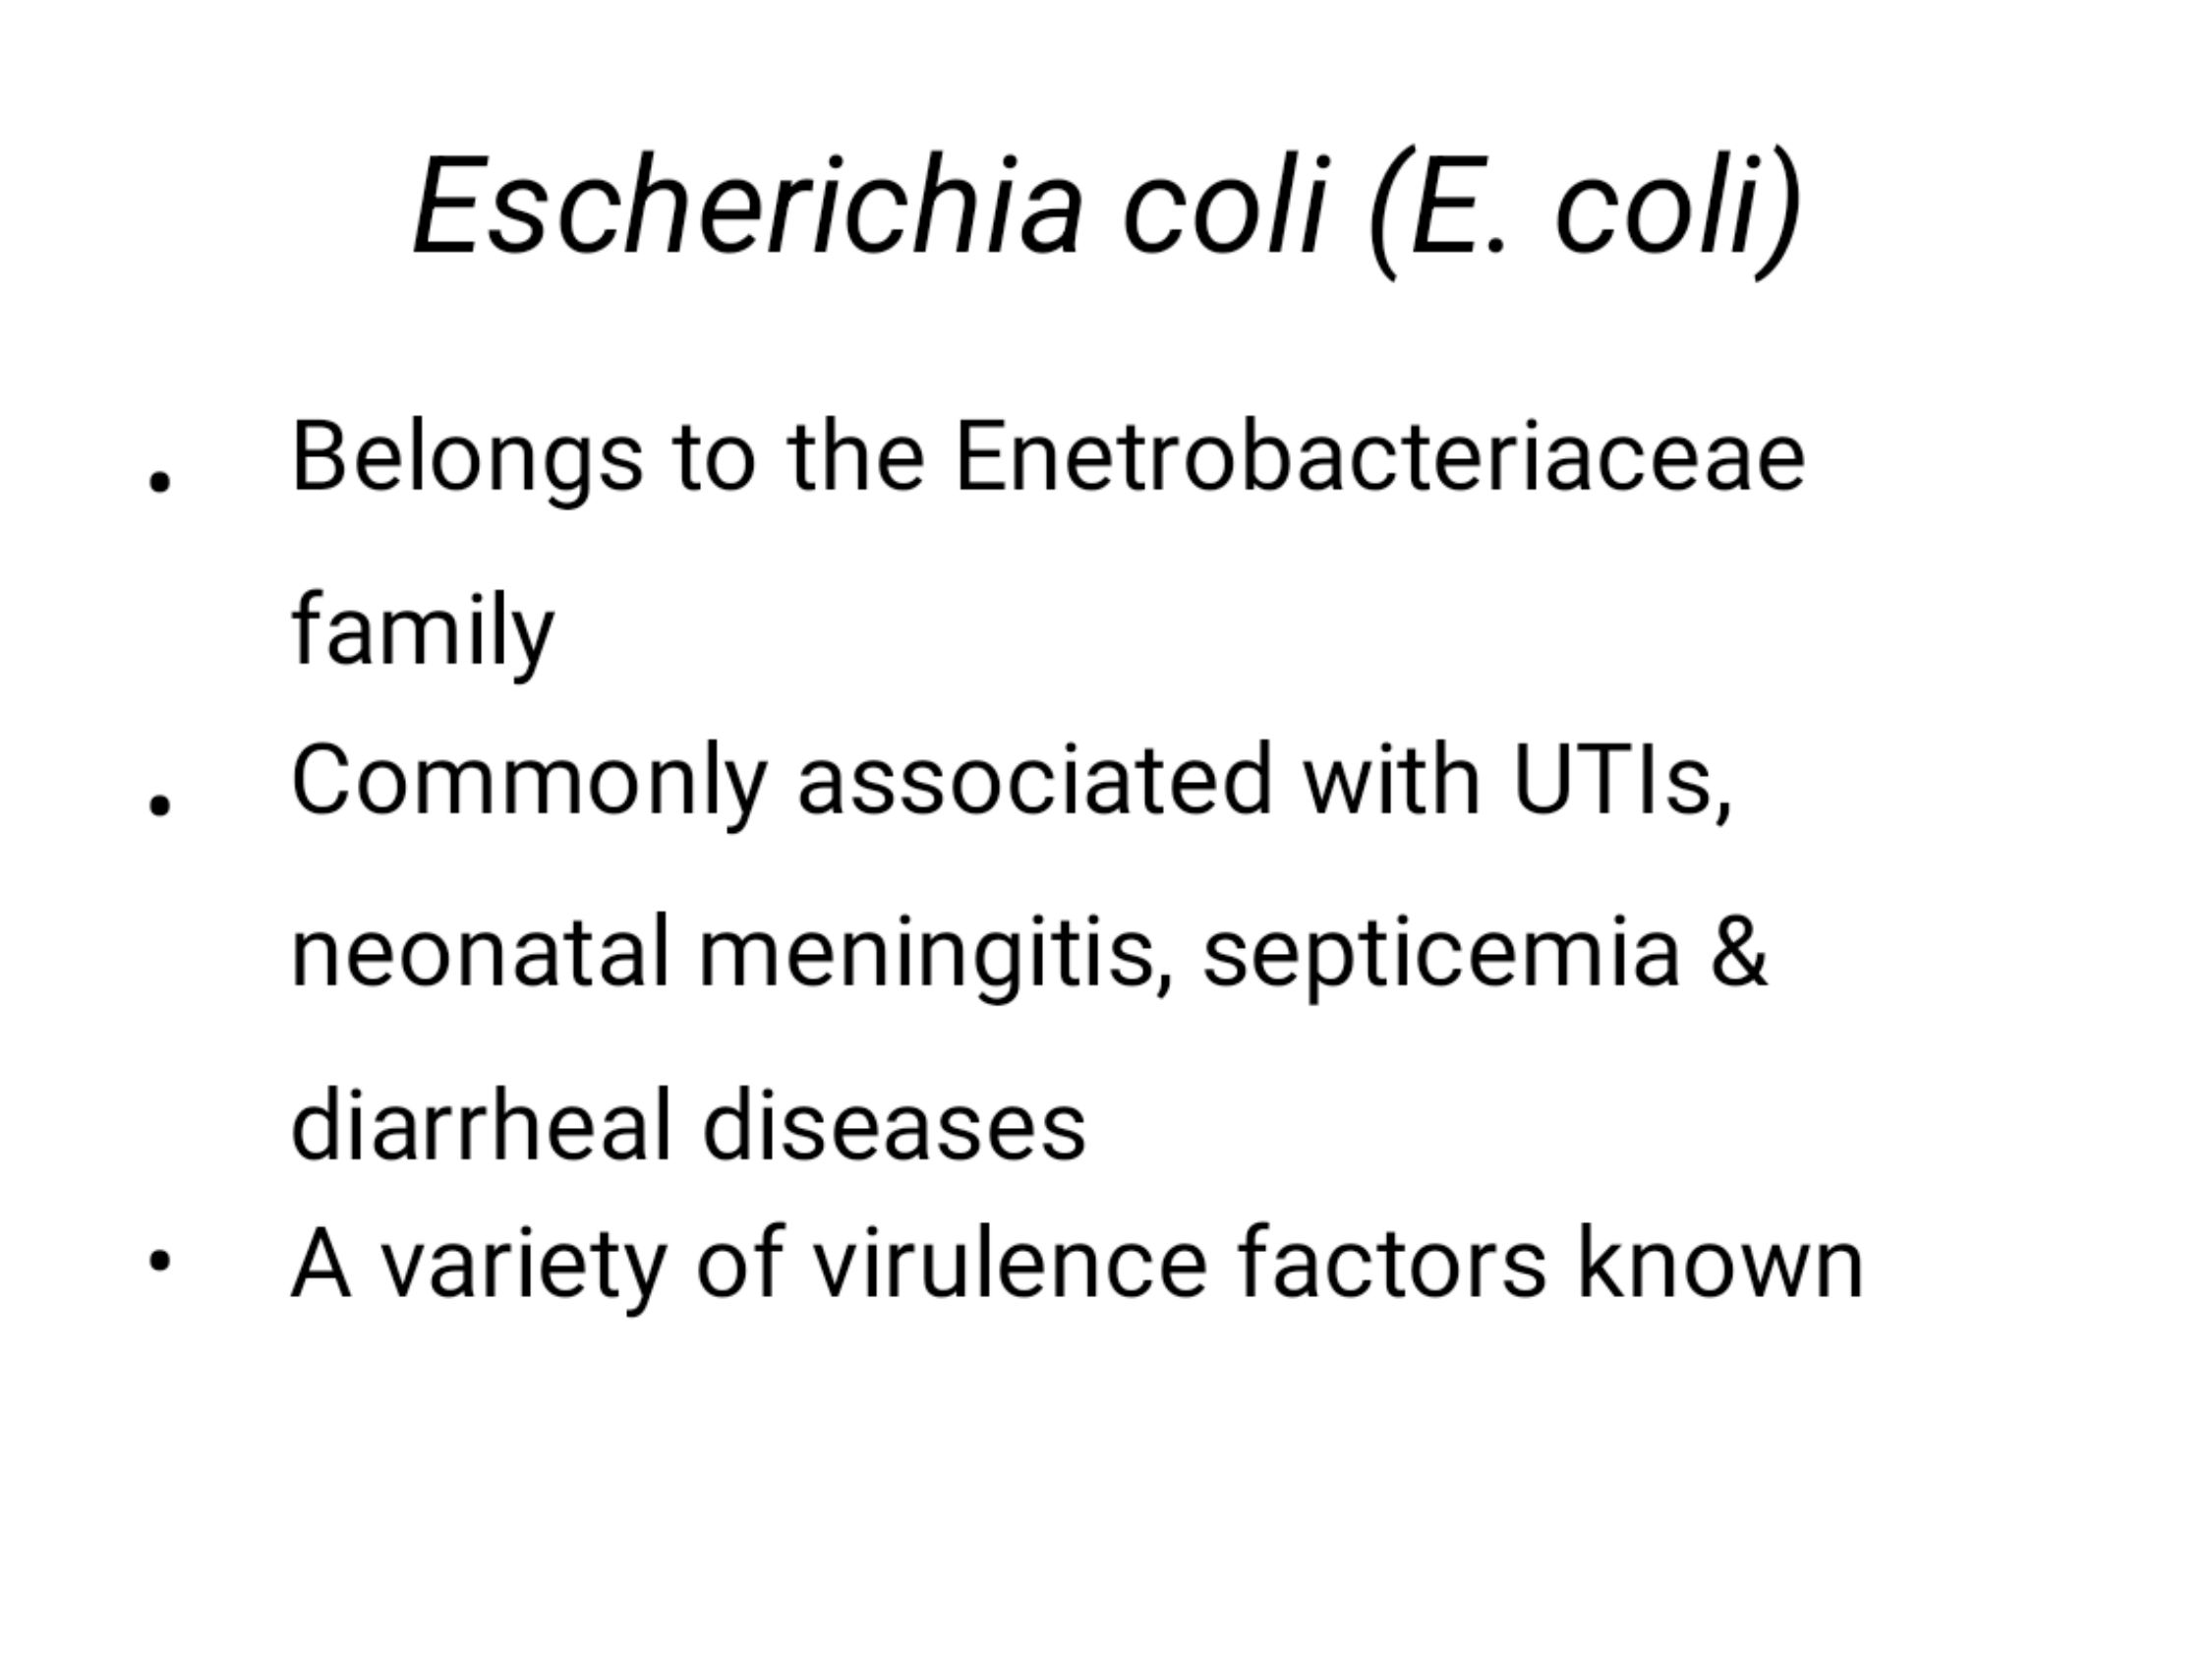 Escherichia coli (E. coli)
• Belongs to the Enetrobacteriaceae
family
• Commonly associated with UTIs,
neonatal meningitis, septicemia &
diarrheal diseases
• A variety of virulence factors known